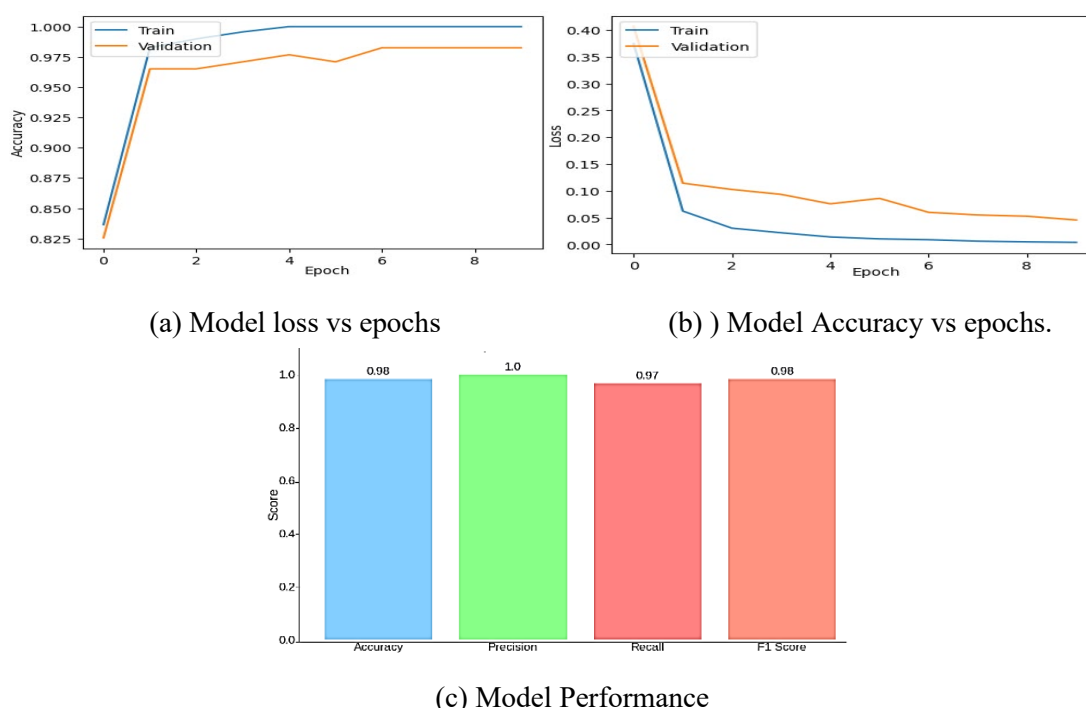 1.000
0.975
0.950
0.925
0.900
0.875
0.850
0.825
Accuracy
Train
Validation
0 2 4 6 8
Epoch
0.40
0.35
0.30
0.25
0.20
0.15
0.10
0.05
0.00
Loss
Train
Validation
0 2 4 6 8
Epoch
(a) Model loss vs epochs
(b) ) Model Accuracy vs epochs.
1.0
0.8
0.6
0.4
0.2
0.0
Score
0.98 1.0 0.97 0.98
Accuracy Precision Recall F1 Score
(c) Model Performance